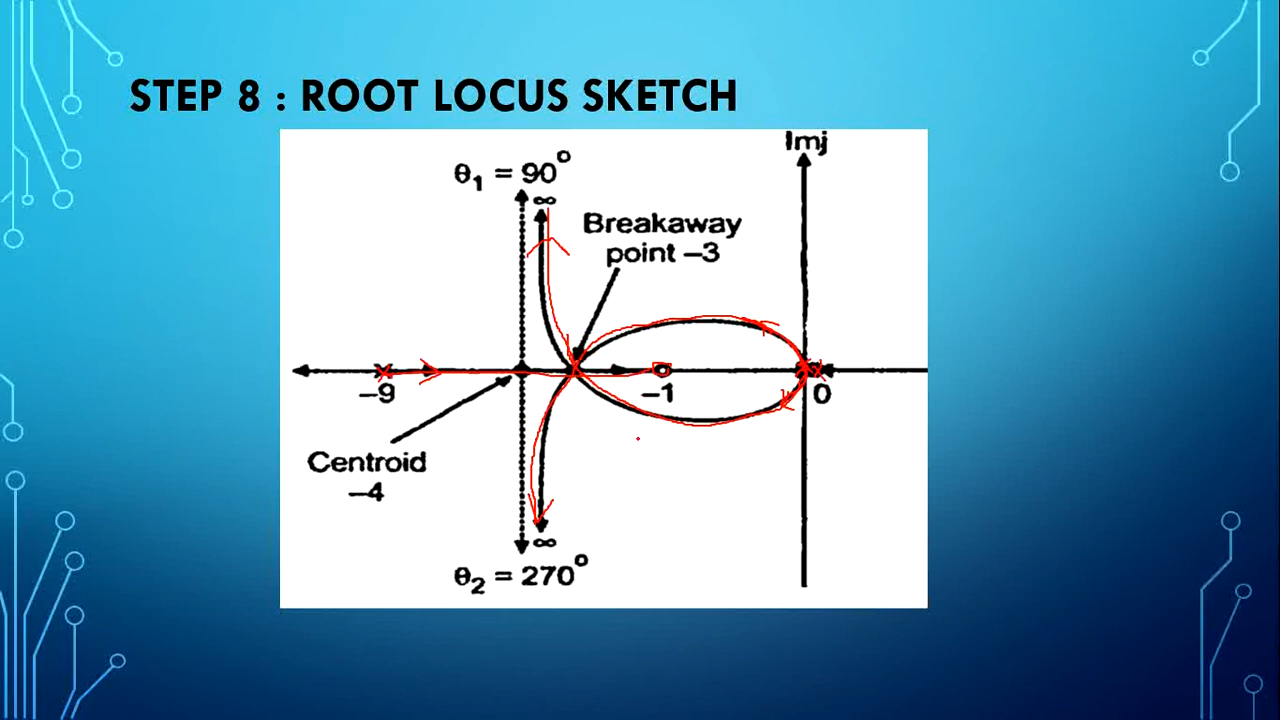 STEP 8 : ROOT LOCUS SKETCH
Imj
θ1 = 90°
∞
Breakaway
point –3
–9
–1
0
Centroid
–4
∞
θ2 = 270°